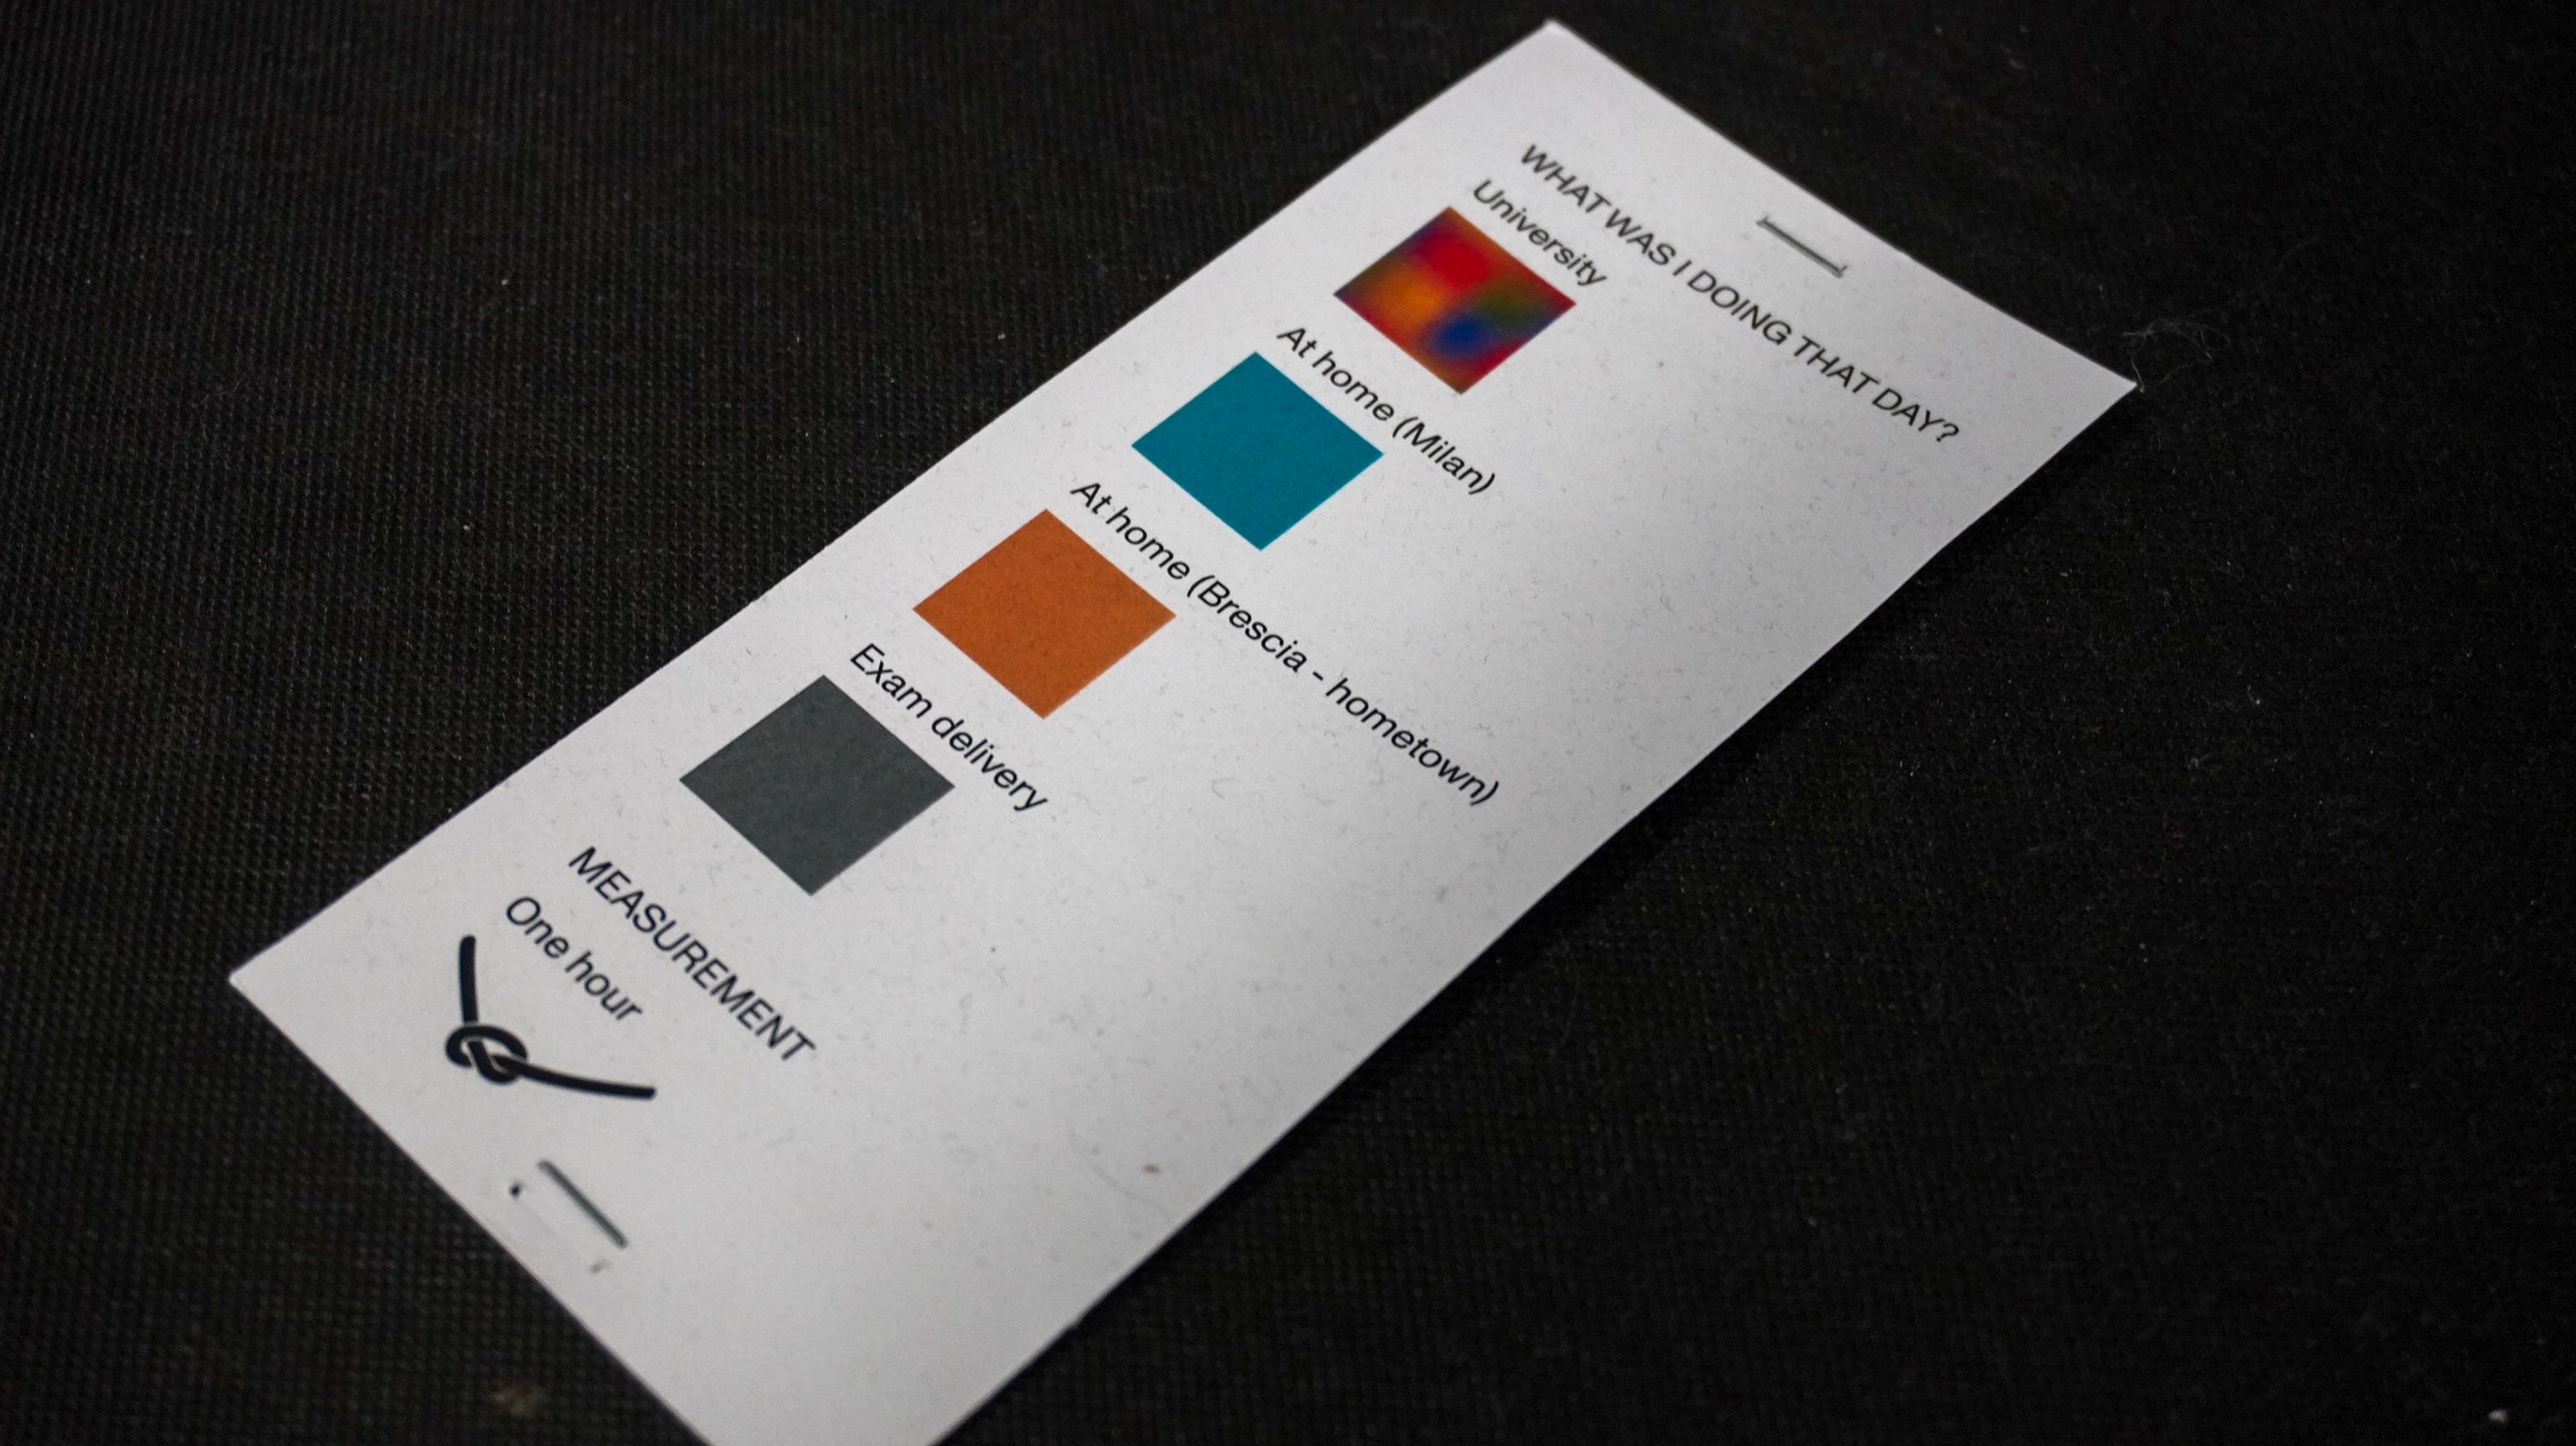 WHAT WAS I DOING THAT DAY?
University
At home (Milan)
At home (Brescia - hometown)
Exam delivery
MEASUREMENT
One hour